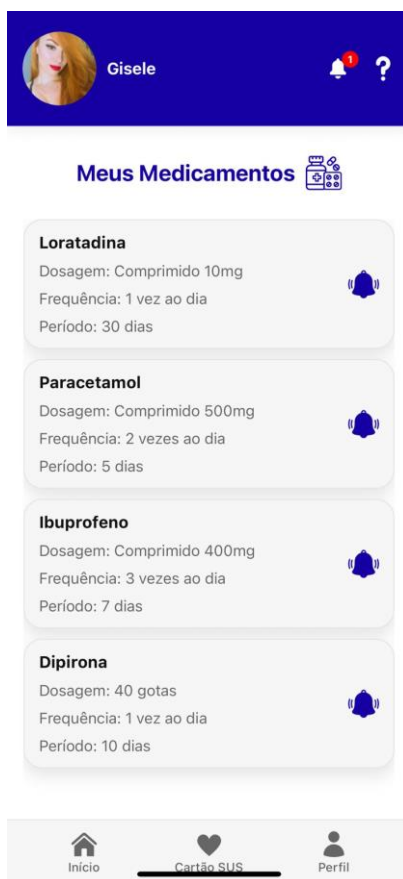 Gisele
1
?
Meus Medicamentos
Loratadina
Dosagem: Comprimido 10mg
Frequência: 1 vez ao dia
Período: 30 dias
Paracetamol
Dosagem: Comprimido 500mg
Frequência: 2 vezes ao dia
Período: 5 dias
Ibuprofeno
Dosagem: Comprimido 400mg
Frequência: 3 vezes ao dia
Período: 7 dias
Dipirona
Dosagem: 40 gotas
Frequência: 1 vez ao dia
Período: 10 dias
Início
Cartão SUS
Perfil